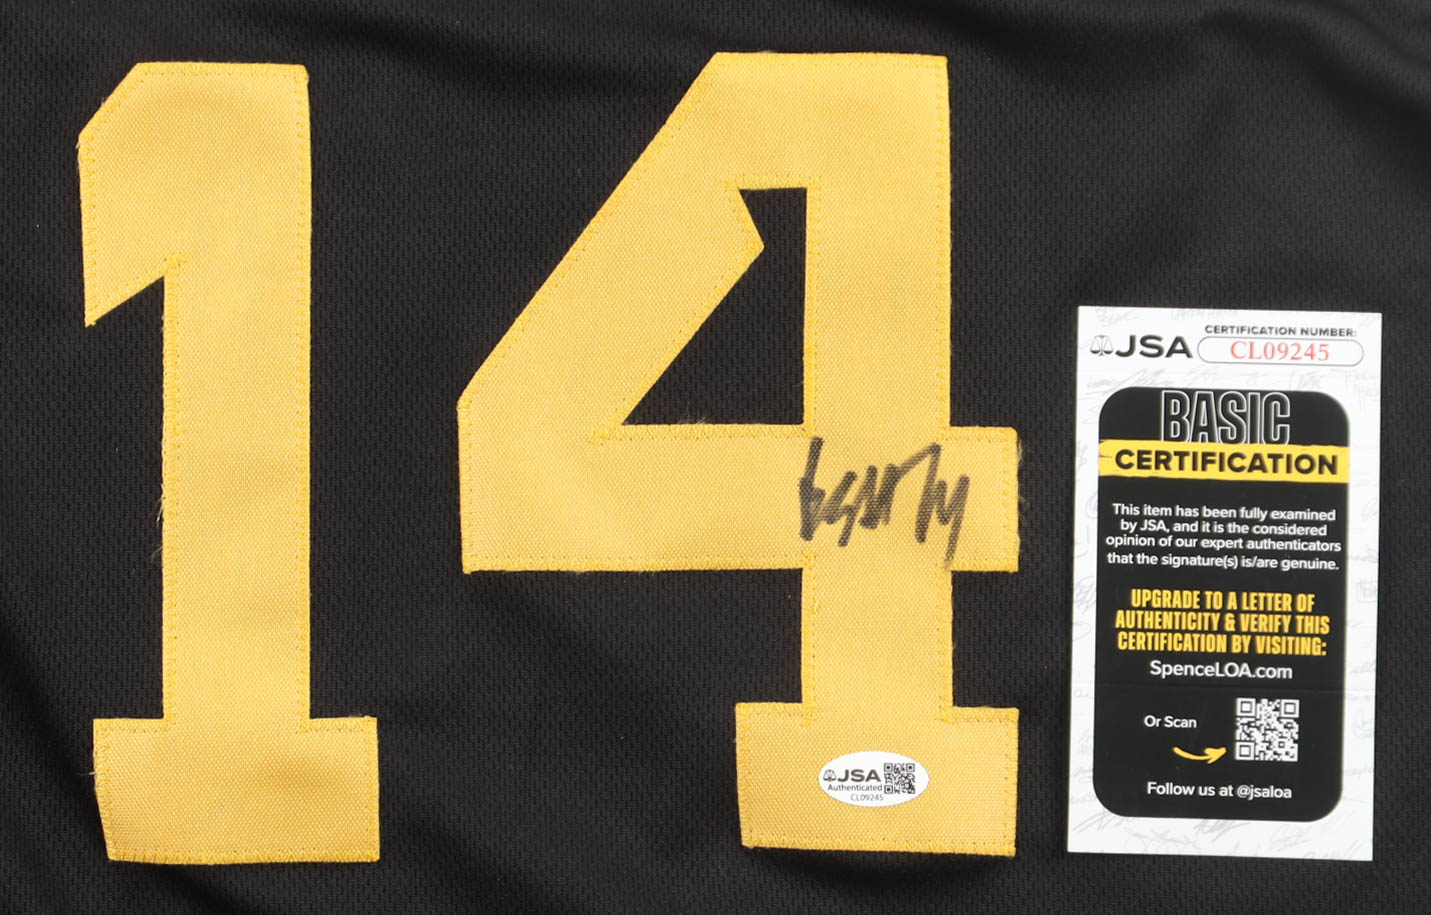 14
JSA
CERTIFICATION NUMBER:
CL09245
BASIC
CERTIFICATION
This item has been fully examined
by JSA, and it is the considered
opinion of our expert authenticators
that the signature(s) is/are genuine.
UPGRADE TO A LETTER OF
AUTHENTICITY & VERIFY THIS
CERTIFICATION BY VISITING:
SpenceLOA.com
Or Scan
Follow us at @jsaloa
JSA
Authenticated
CL09245